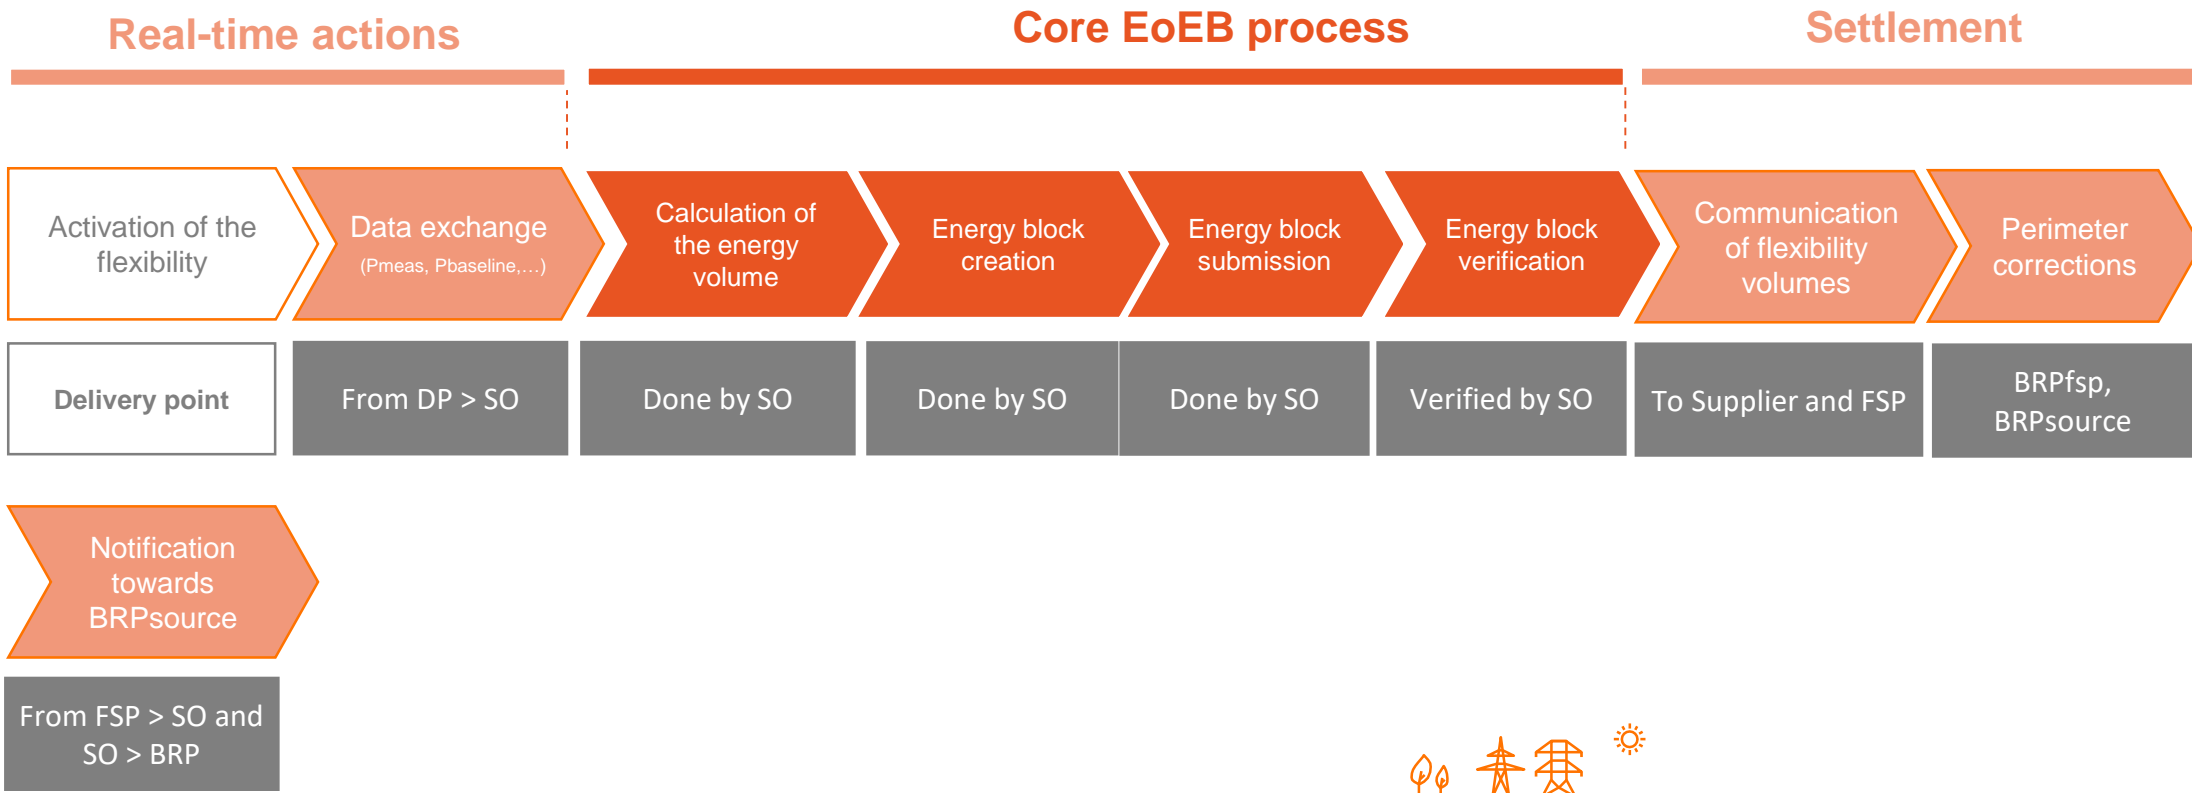 Real-time actions
Core EoEB process
Settlement
Activation of the
flexibility
Data exchange
(Pmeas, Pbaseline,...)
Calculation of
the energy
volume
Energy block
creation
Energy block
submission
Energy block
verification
Communication
of flexibility
volumes
Perimeter
corrections
Delivery point
From DP > SO
Done by SO
Done by SO
Done by SO
Verified by SO
To Supplier and FSP
BRPfsp,
BRPsource
Notification
towards
BRPsource
From FSP > SO and
SO > BRP